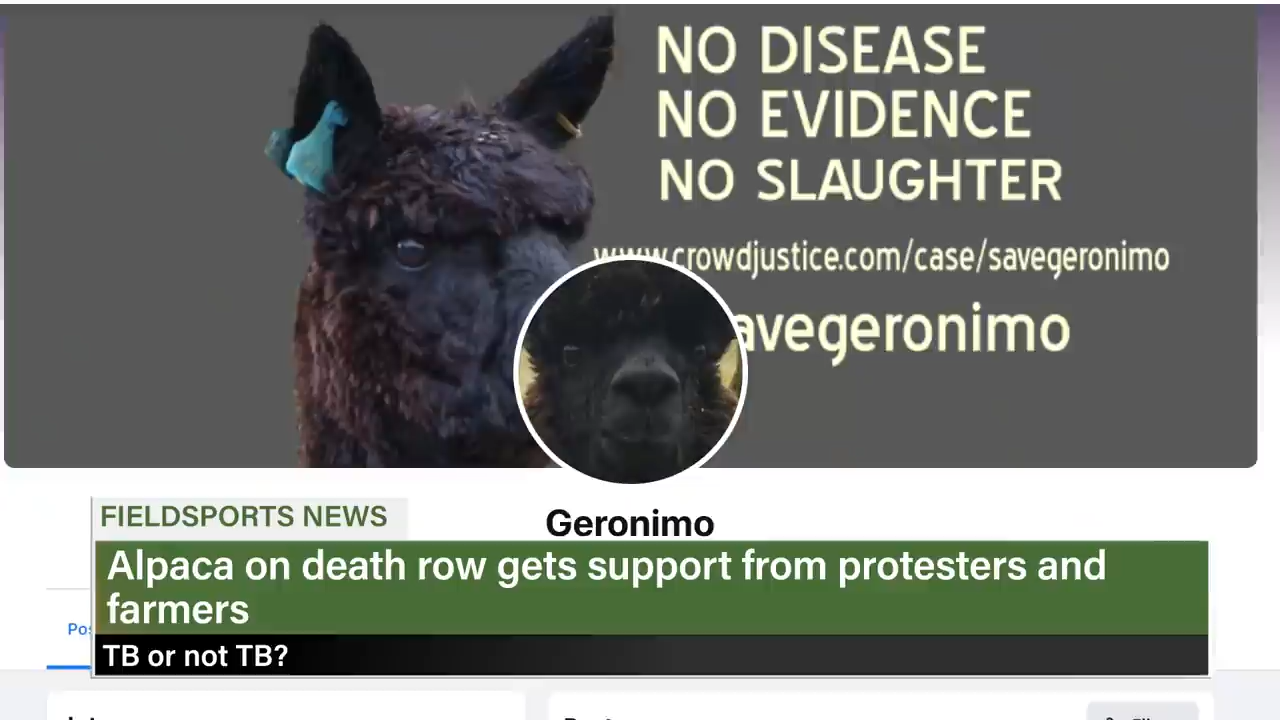 NO DISEASE
NO EVIDENCE
NO SLAUGHTER
www.crowdjustice.com/case/savegeronimo
avegeronimo
Geronimo
FIELDSPORTS NEWS
Alpaca on death row gets support from protesters and
farmers
TB or not TB?